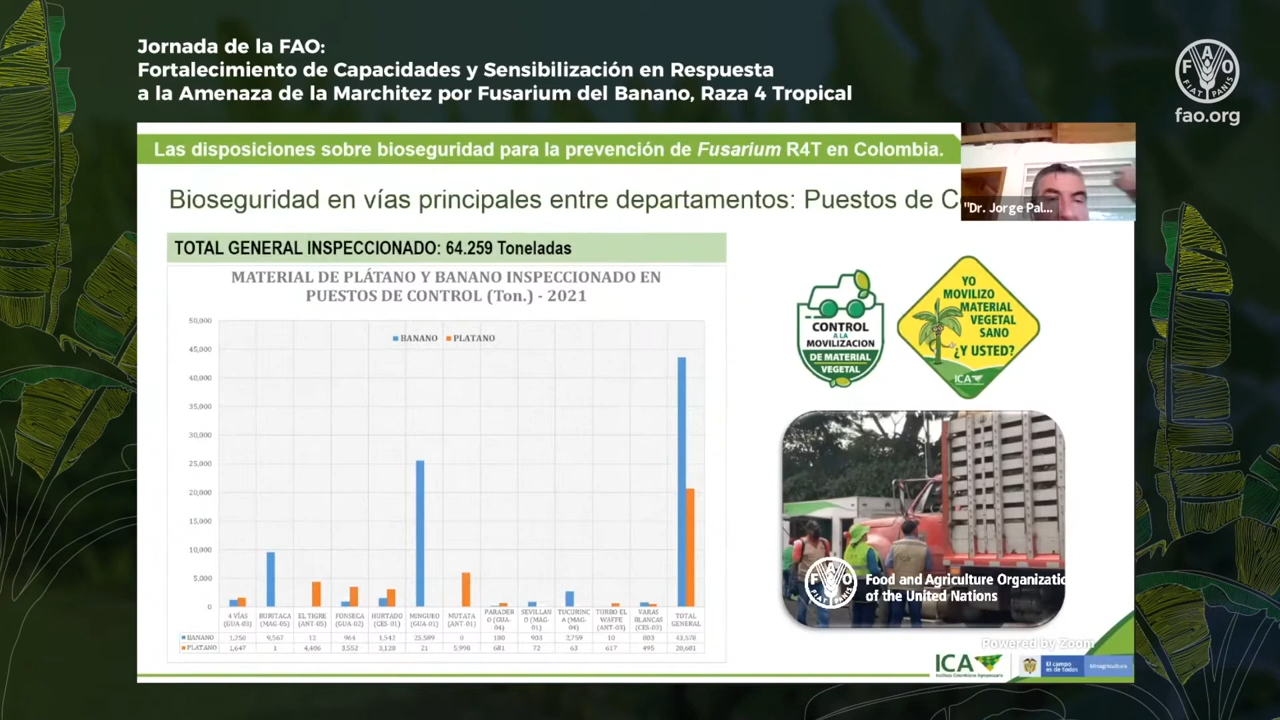 Jornada de la FAO:
Fortalecimiento de Capacidades y Sensibilización en Respuesta
a la Amenaza de la Marchitez por Fusarium del Banano, Raza 4 Tropical
FAO
FIAT PANIS
fao.org
Las disposiciones sobre bioseguridad para la prevención de Fusarium R4T en Colombia.
"Dr. Jorge Pal...
Bioseguridad en vías principales entre departamentos: Puestos de C
TOTAL GENERAL INSPECCIONADO: 64.259 Toneladas
MATERIAL DE PLÁTANO Y BANANO INSPECCIONADO EN
PUESTOS DE CONTROL (Ton.) - 2021
BANANO PLATANO
50,000
45,000
40,000
35,000
30,000
25,000
20,000
15,000
10,000
5,000
0
4 VÍAS (GUA-03) BURITACA (MAG-05) EL TIGRE (ANT-05) FONSECA (GUA-02) HURTADO (CES-01) MINGUEO (GUA-01) MUTATA (ANT-01) PARADERO (GUA-04) SEVILLANO (MAG-01) TUCURINCA (MAG-04) TURBO EL WAFFE (ANT-03) VARAS BLANCAS (CES-03) TOTAL GENERAL
BANANO 1,250 9,567 12 964 1,542 25,589 0 180 903 2,759 10 803 43,578
PLATANO 1,647 1 4,406 3,552 3,128 21 5,998 681 72 63 617 495 20,681
CONTROL
A LA
MOVILIZACION
DE MATERIAL
VEGETAL
YO
MOVILIZO
MATERIAL
VEGETAL
SANO
¿Y USTED?
ICA
FAO
FIAT PANIS
Food and Agriculture Organizatio
of the United Nations
Powered by Zoom
ICA
Instituto Colombiano Agropecuario
El campo
es de todos
Minagricultura